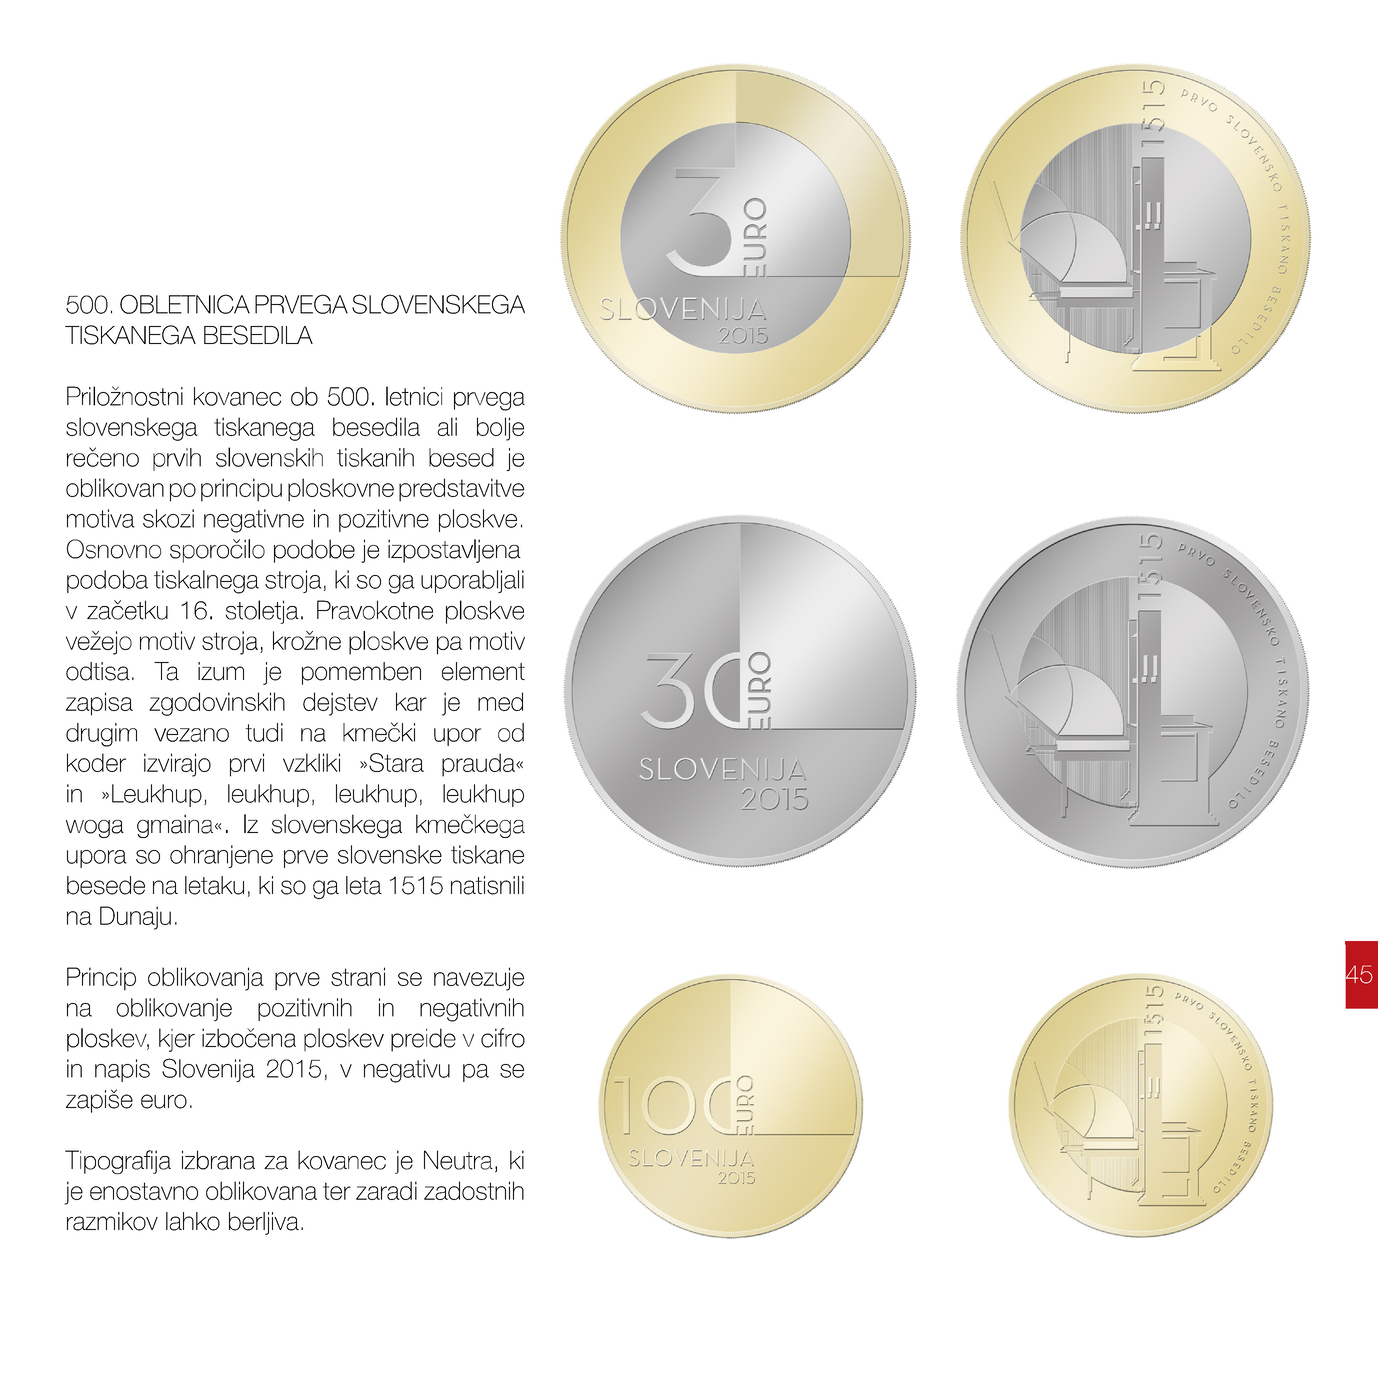 500. OBLETNICA PRVEGA SLOVENSKEGA
TISKANEGA BESEDILA
Priložnostni kovanec ob 500. letnici prvega
slovenskega tiskanega besedila ali bolje
rečeno prvih slovenskih tiskanih besed je
oblikovan po principu ploskovne predstavitve
motiva skozi negativne in pozitivne ploskve.
Osnovno sporočilo podobe je izpostavljena
podoba tiskalnega stroja, ki so ga uporabljali
v začetku 16. stoletja. Pravokotne ploskve
vežejo motiv stroja, krožne ploskve pa motiv
odtisa. Ta izum je pomemben element
zapisa zgodovinskih dejstev kar je med
drugim vezano tudi na kmečki upor od
koder izvirajo prvi vzkliki »Stara prauda«
in »Leukhup, leukhup, leukhup, leukhup
woga gmaina«. Iz slovenskega kmečkega
upora so ohranjene prve slovenske tiskane
besede na letaku, ki so ga leta 1515 natisnili
na Dunaju.
Princip oblikovanja prve strani se navezuje
na oblikovanje pozitivnih in negativnih
ploskev, kjer izbočena ploskev preide v cifro
in napis Slovenija 2015, v negativu pa se
zapiše euro.
Tipografija izbrana za kovanec je Neutra, ki
je enostavno oblikovana ter zaradi zadostnih
razmikov lahko berljiva.
3 EURO
SLOVENIJA
2015
1515 PRVO SLOVENSKO TISKANO BESEDILO
30 EURO
SLOVENIJA
2015
1515 PRVO SLOVENSKO TISKANO BESEDILO
100 EURO
SLOVENIJA
2015
1515 PRVO SLOVENSKO TISKANO BESEDILO
45